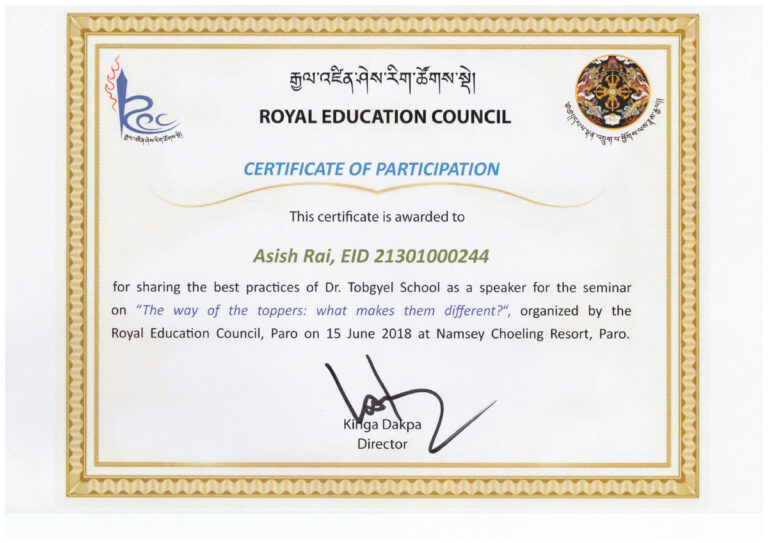 རྒྱལ་འཛིན་ཤེས་རིག་ཚོགས་སྡེ།
ROYAL EDUCATION COUNCIL
rec
རྒྱལ་འཛིན་ཤེས་རིག་ཚོགས་སྡེ།
CERTIFICATE OF PARTICIPATION
This certificate is awarded to
Asish Rai, EID 21301000244
for sharing the best practices of Dr. Tobgyel School as a speaker for the seminar
on "The way of the toppers: what makes them different?", organized by the
Royal Education Council, Paro on 15 June 2018 at Namsey Choeling Resort, Paro.
Kinga Dakpa
Director